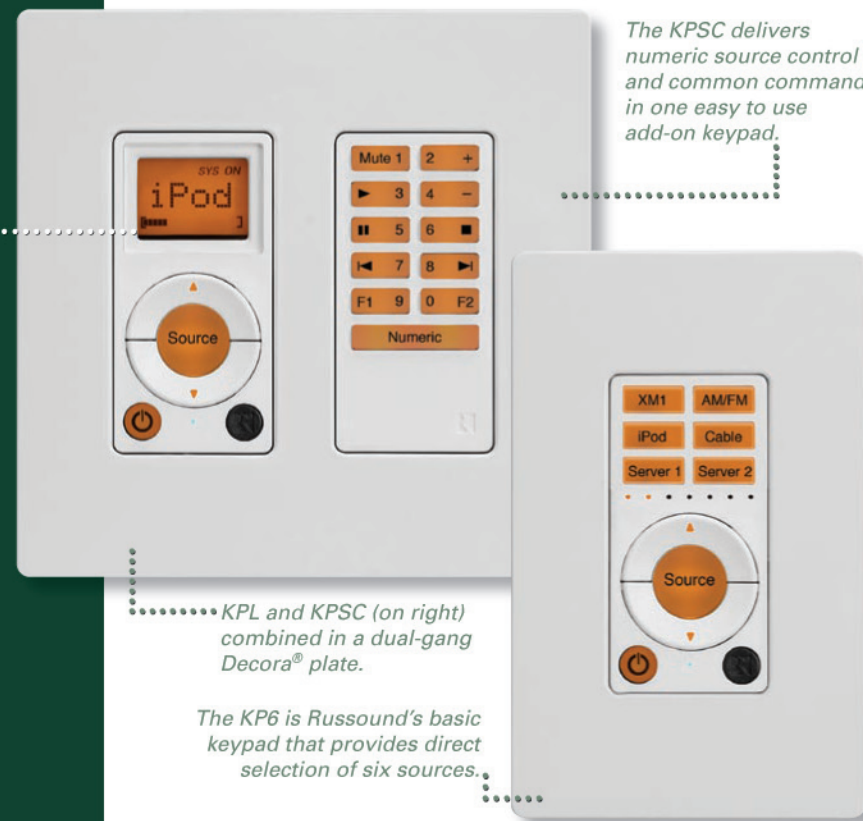 The KPSC delivers
numeric source control
and common command
in one easy to use
add-on keypad.
SYS ON
iPod
Source
Mute 1 2 +
3 4 -
5 6
7 8
F1 9 0 F2
Numeric
XM1 AM/FM
iPod Cable
Server 1 Server 2
Source
KPL and KPSC (on right)
combined in a dual-gang
Decora® plate.
The KP6 is Russound's basic
keypad that provides direct
selection of six sources.